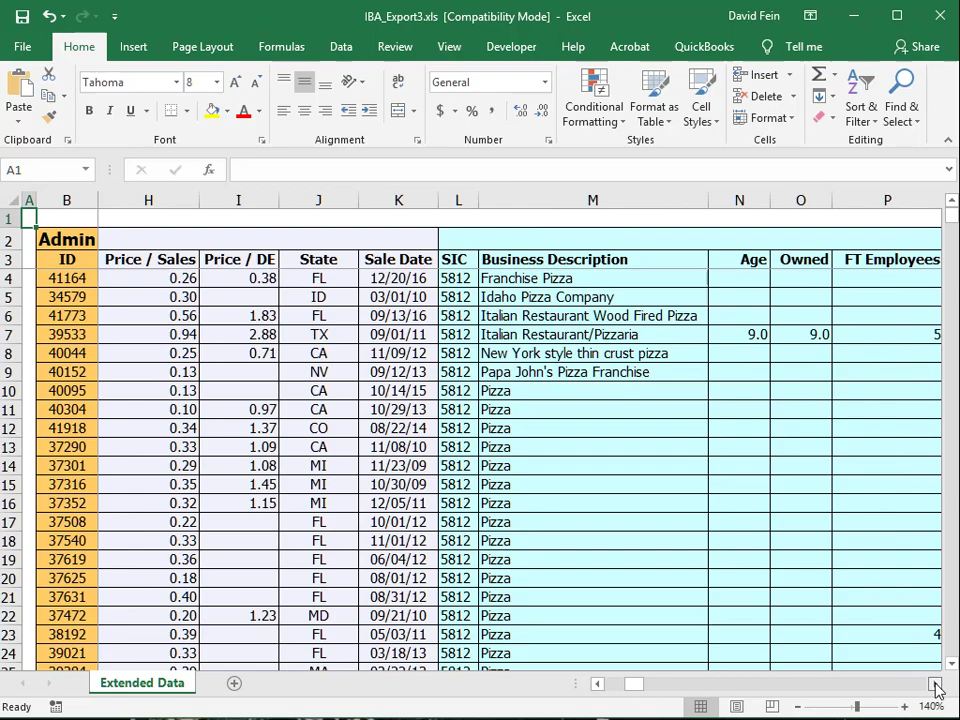 IBA_Export3.xls [Compatibility Mode] - Excel David Fein
File Home Insert Page Layout Formulas Data Review View Developer Help Acrobat QuickBooks Tell me Share
Paste Tahoma 8 General Conditional Formatting Format as Table Cell Styles Insert Delete Format Sort & Filter Find & Select
Clipboard Font Alignment Number Styles Cells Editing
A1 fx
A B H I J K L M N O P
1
2 Admin
3 ID Price / Sales Price / DE State Sale Date SIC Business Description Age Owned FT Employees
4 41164 0.26 0.38 FL 12/20/16 5812 Franchise Pizza
5 34579 0.30 ID 03/01/10 5812 Idaho Pizza Company
6 41773 0.56 1.83 FL 09/13/16 5812 Italian Restaurant Wood Fired Pizza
7 39533 0.94 2.88 TX 09/01/11 5812 Italian Restaurant/Pizzaria 9.0 9.0 5
8 40044 0.25 0.71 CA 11/09/12 5812 New York style thin crust pizza
9 40152 0.13 NV 09/12/13 5812 Papa John's Pizza Franchise
10 40095 0.13 CA 10/14/15 5812 Pizza
11 40304 0.10 0.97 CA 10/29/13 5812 Pizza
12 41918 0.34 1.37 CO 08/22/14 5812 Pizza
13 37290 0.33 1.09 CA 11/08/10 5812 Pizza
14 37301 0.29 1.08 MI 11/23/09 5812 Pizza
15 37316 0.35 1.45 MI 10/30/09 5812 Pizza
16 37352 0.32 1.15 MI 12/05/11 5812 Pizza
17 37508 0.22 FL 10/01/12 5812 Pizza
18 37540 0.33 FL 11/01/12 5812 Pizza
19 37619 0.36 FL 06/04/12 5812 Pizza
20 37625 0.18 FL 08/01/12 5812 Pizza
21 37631 0.40 FL 08/31/12 5812 Pizza
22 37472 0.20 1.23 MD 09/21/10 5812 Pizza
23 38192 0.39 FL 05/03/11 5812 Pizza 4
24 39021 0.33 FL 03/18/13 5812 Pizza
Extended Data
Ready 140%